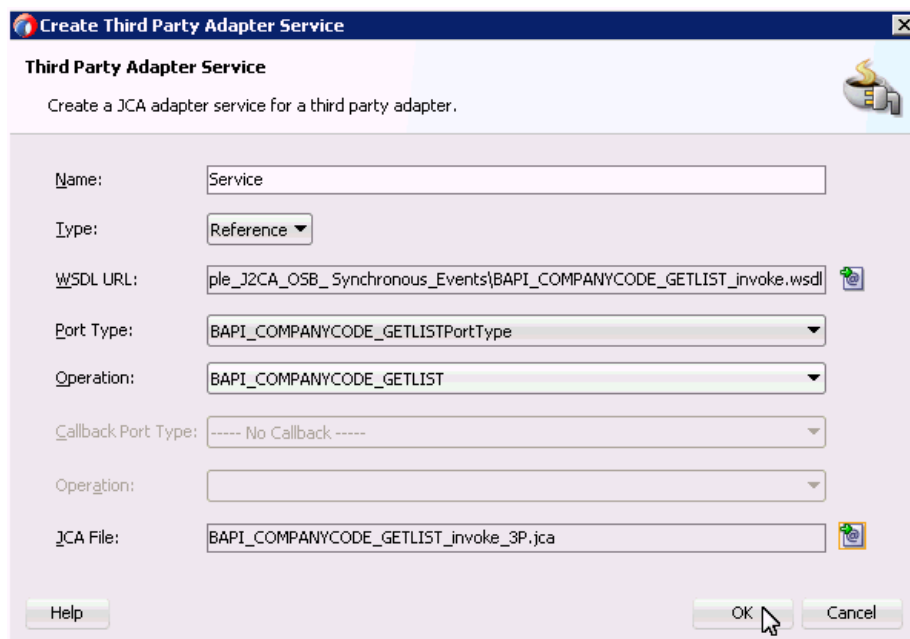 Create Third Party Adapter Service
Third Party Adapter Service
Create a JCA adapter service for a third party adapter.
Name: Service
Type: Reference
WSDL URL: ple_J2CA_OSB_ Synchronous_Events\BAPI_COMPANYCODE_GETLIST_invoke.wsdl
Port Type: BAPI_COMPANYCODE_GETLISTPortType
Operation: BAPI_COMPANYCODE_GETLIST
Callback Port Type: ----- No Callback -----
Operation:
JCA File: BAPI_COMPANYCODE_GETLIST_invoke_3P.jca
Help OK Cancel